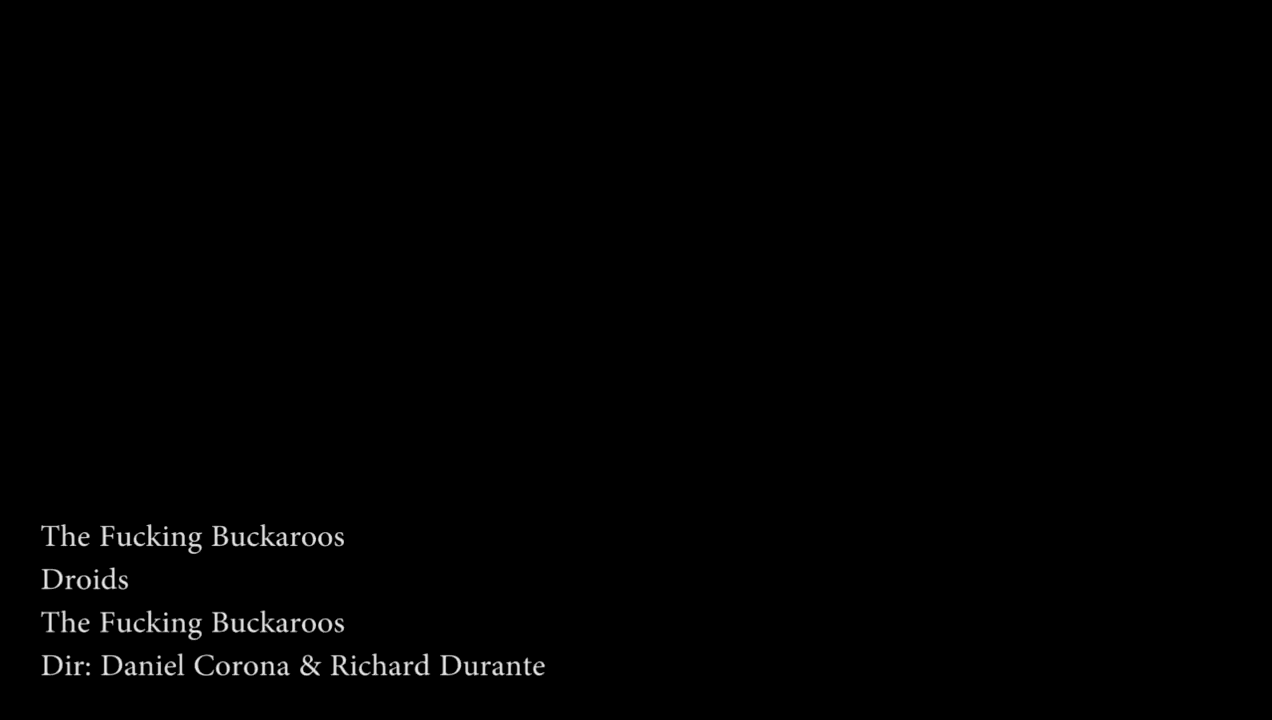 The Fucking Buckaroos
Droids
The Fucking Buckaroos
Dir: Daniel Corona & Richard Durante